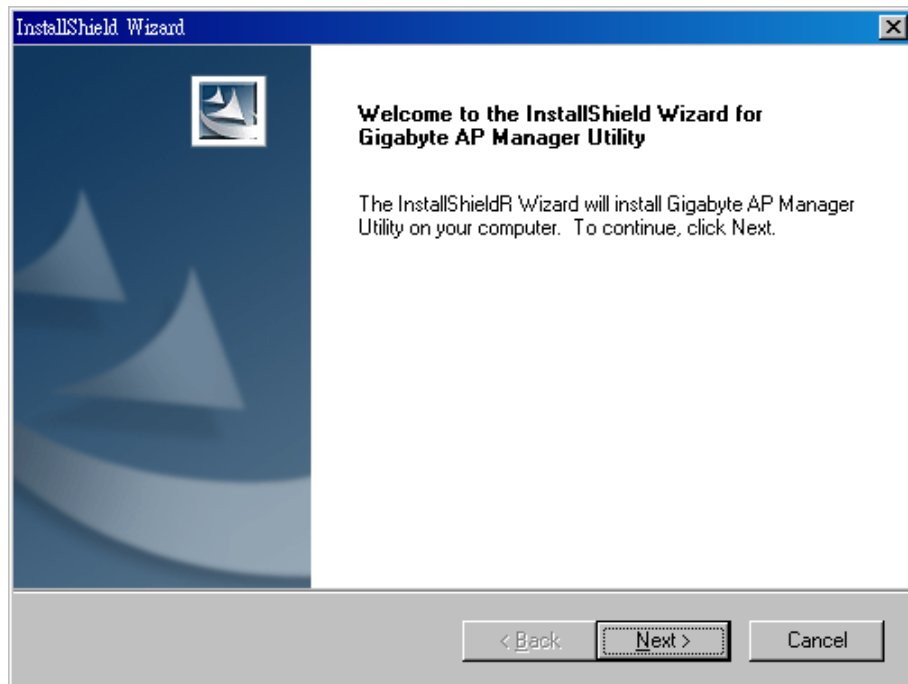 InstallShield Wizard
Welcome to the InstallShield Wizard for
Gigabyte AP Manager Utility
The InstallShieldR Wizard will install Gigabyte AP Manager
Utility on your computer.  To continue, click Next.
< Back
Next >
Cancel